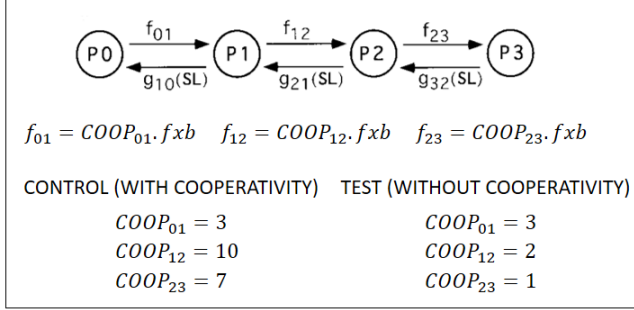 f₀₁ f₁₂ f₂₃
P0 P1 P2 P3
g₁₀(SL) g₂₁(SL) g₃₂(SL)
f₀₁ = COOP₀₁. fxb f₁₂ = COOP₁₂. fxb f₂₃ = COOP₂₃. fxb
CONTROL (WITH COOPERATIVITY) TEST (WITHOUT COOPERATIVITY)
COOP₀₁ = 3 COOP₀₁ = 3
COOP₁₂ = 10 COOP₁₂ = 2
COOP₂₃ = 7 COOP₂₃ = 1